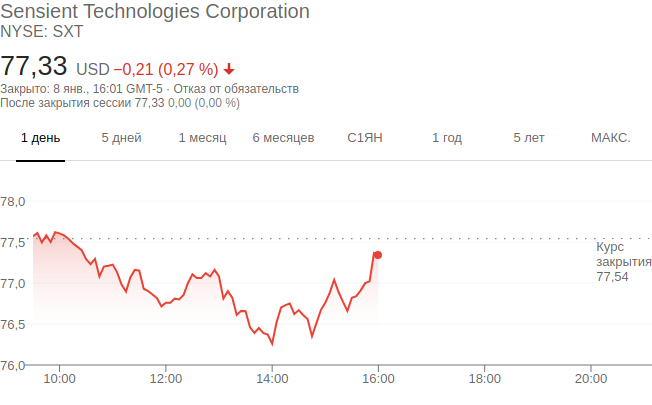 Sensient Technologies Corporation
NYSE: SXT
77,33 USD −0,21 (0,27 %)
Закрыто: 8 янв., 16:01 GMT-5 · Отказ от обязательств
После закрытия сессии 77,33 0,00 (0,00 %)
1 день 5 дней 1 месяц 6 месяцев С1ЯН 1 год 5 лет МАКС.
78,0
77,5
Курс
закрытия
77,54
77,0
76,5
76,0
10:00 12:00 14:00 16:00 18:00 20:00